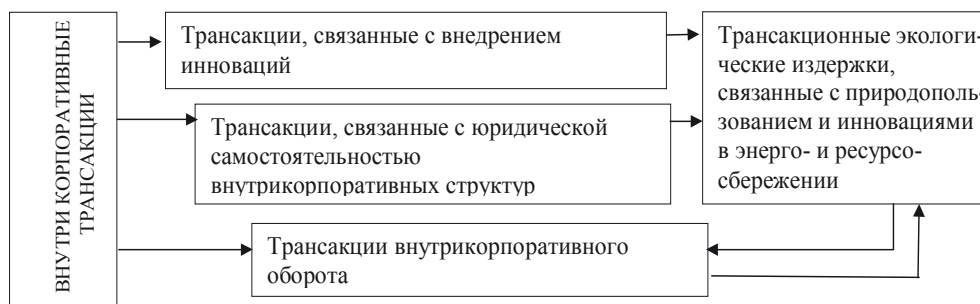 ВНУТРИ КОРПОРАТИВНЫЕ
ТРАНСАКЦИИ
Трансакции, связанные с внедрением
инноваций
Трансакции, связанные с юридической
самостоятельностью
внутрикорпоративных структур
Трансакции внутрикорпоративного
оборота
Трансакционные экологи-
ческие издержки,
связанные с природополь-
зованием и инновациями
в энерго- и ресурсо-
сбережении